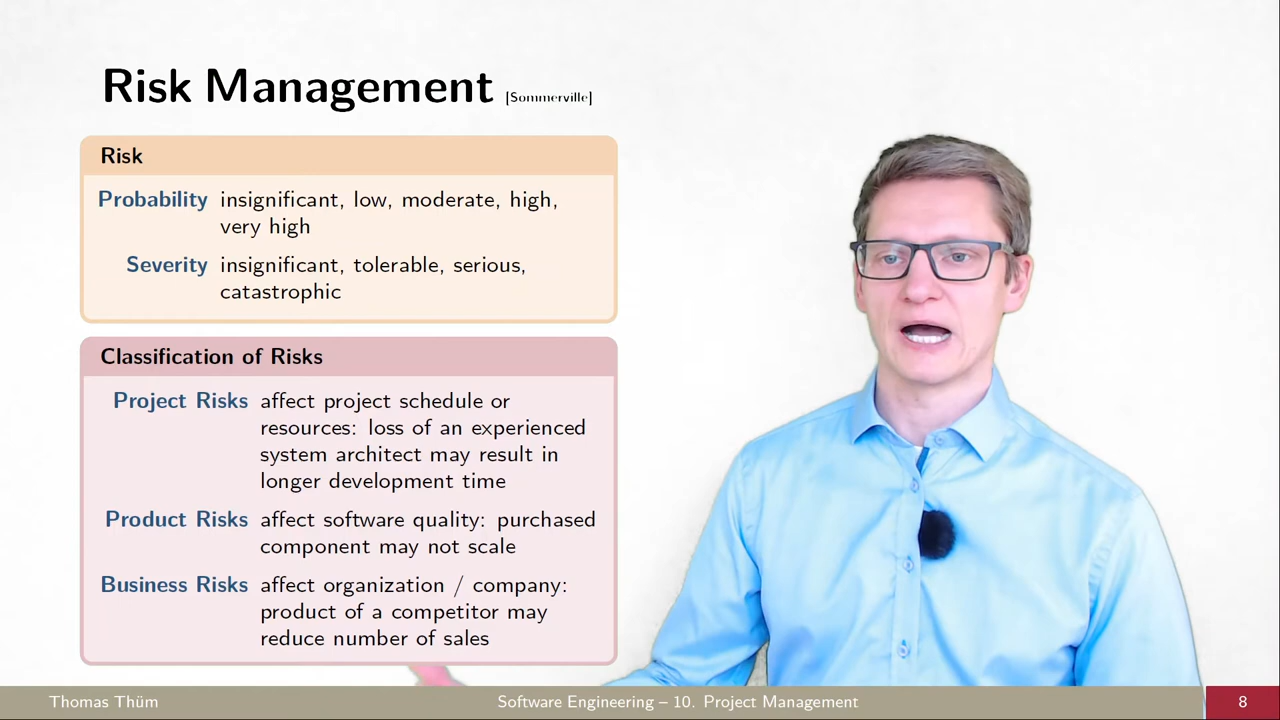 Risk Management [Sommerville]
Risk
Probability insignificant, low, moderate, high,
very high
Severity insignificant, tolerable, serious,
catastrophic
Classification of Risks
Project Risks affect project schedule or
resources: loss of an experienced
system architect may result in
longer development time
Product Risks affect software quality: purchased
component may not scale
Business Risks affect organization / company:
product of a competitor may
reduce number of sales
Thomas Thüm Software Engineering – 10. Project Management 8